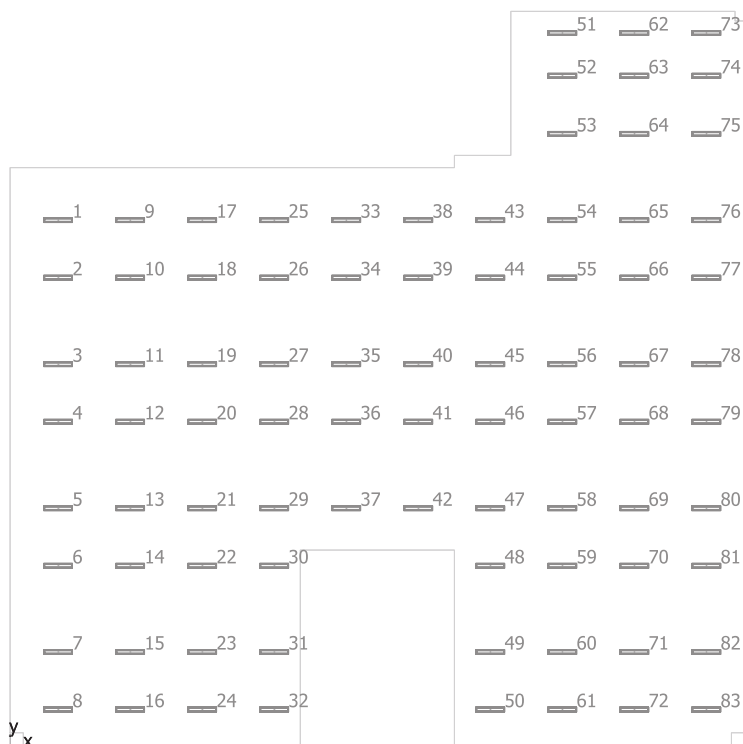 51 62 73
52 63 74
53 64 75
1 9 17 25 33 38 43 54 65 76
2 10 18 26 34 39 44 55 66 77
3 11 19 27 35 40 45 56 67 78
4 12 20 28 36 41 46 57 68 79
5 13 21 29 37 42 47 58 69 80
6 14 22 30 48 59 70 81
7 15 23 31 49 60 71 82
8 16 24 32 50 61 72 83
y
x